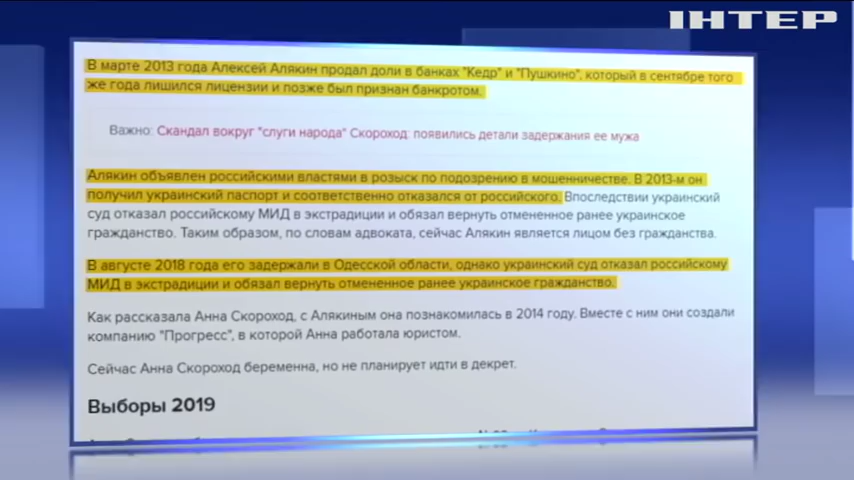 ІНТЕР
В марте 2013 года Алексей Алякин продал доли в банках "Кедр" и "Пушкино", который в сентябре того
же года лишился лицензии и позже был признан банкротом.
Важно: Скандал вокруг "слуги народа" Скороход: появились детали задержания ее мужа
Алякин объявлен российскими властями в розыск по подозрению в мошенничестве. В 2013-м он
получил украинский паспорт и соответственно отказался от российского. Впоследствии украинский
суд отказал российскому МИД в экстрадиции и обязал вернуть отмененное ранее украинское
гражданство. Таким образом, по словам адвоката, сейчас Алякин является лицом без гражданства.
В августе 2018 года его задержали в Одесской области, однако украинский суд отказал российскому
МИД в экстрадиции и обязал вернуть отмененное ранее украинское гражданство.
Как рассказала Анна Скороход, с Алякиным она познакомилась в 2014 году. Вместе с ним они создали
компанию "Прогресс", в которой Анна работала юристом.
Сейчас Анна Скороход беременна, но не планирует идти в декрет.
Выборы 2019